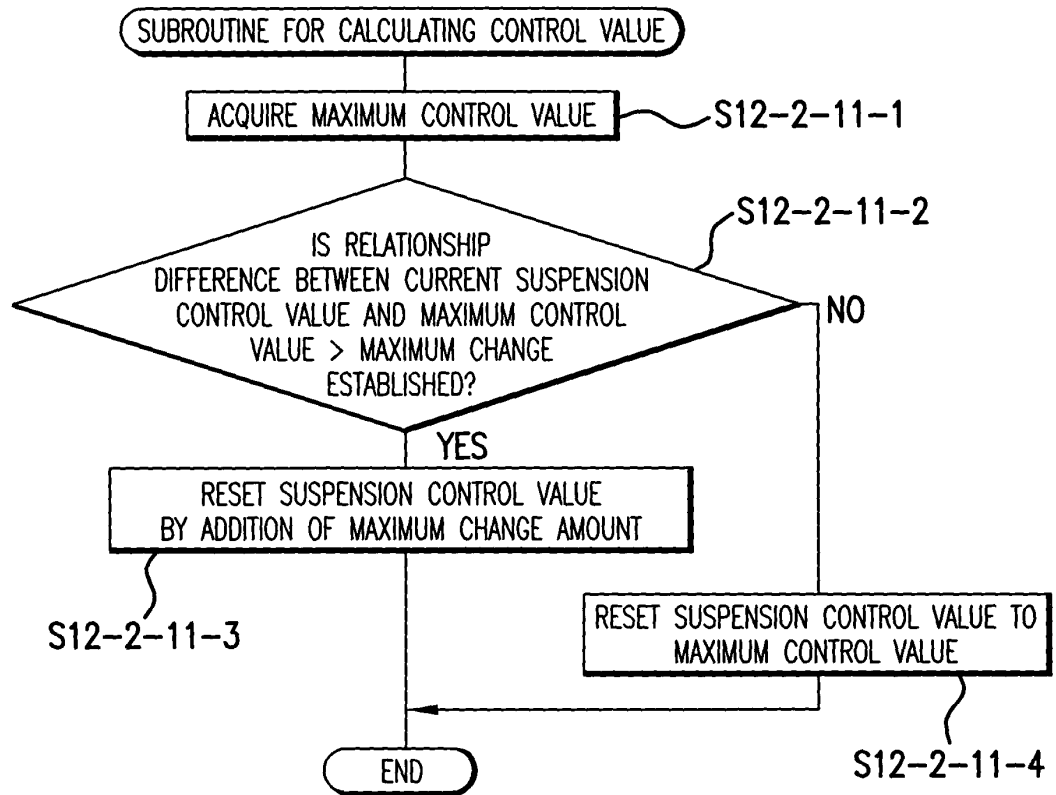 SUBROUTINE FOR CALCULATING CONTROL VALUE
ACQUIRE MAXIMUM CONTROL VALUE
S12-2-11-1
S12-2-11-2
IS RELATIONSHIP
DIFFERENCE BETWEEN CURRENT SUSPENSION
CONTROL VALUE AND MAXIMUM CONTROL
VALUE > MAXIMUM CHANGE
ESTABLISHED?
NO
YES
RESET SUSPENSION CONTROL VALUE
BY ADDITION OF MAXIMUM CHANGE AMOUNT
S12-2-11-3
RESET SUSPENSION CONTROL VALUE TO
MAXIMUM CONTROL VALUE
S12-2-11-4
END